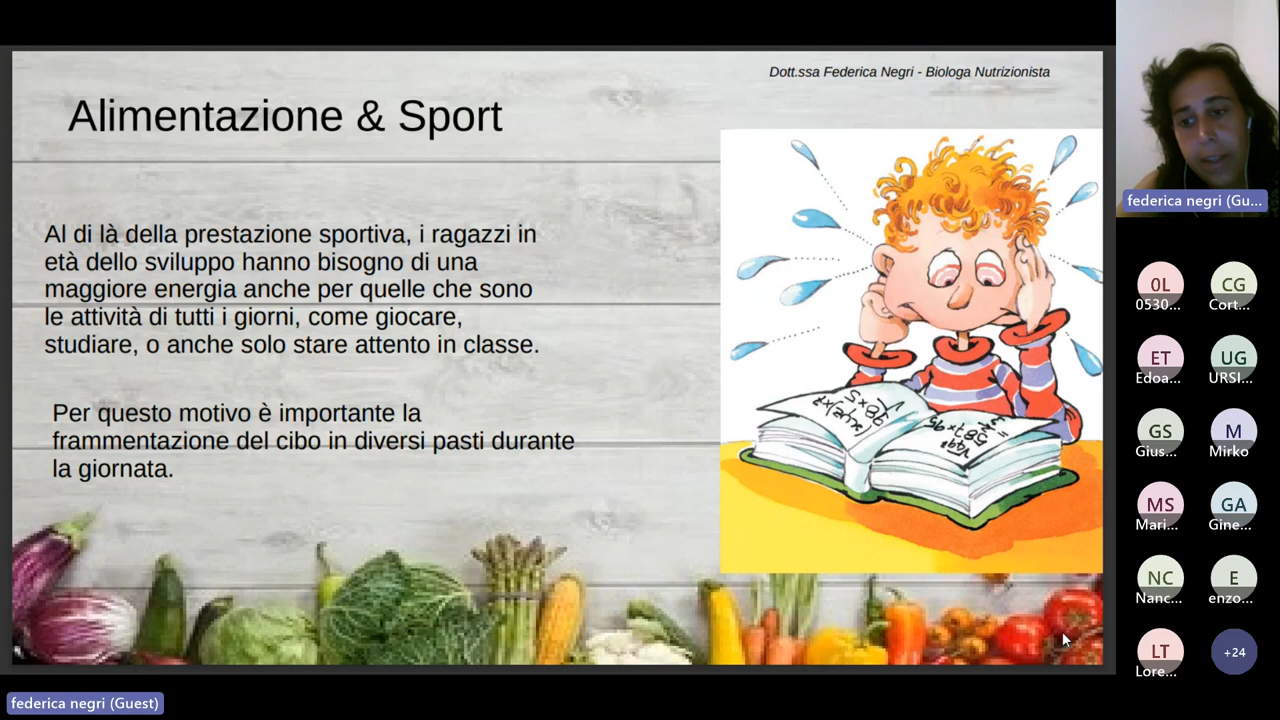 Dott.ssa Federica Negri - Biologa Nutrizionista
Alimentazione & Sport
Al di là della prestazione sportiva, i ragazzi in
età dello sviluppo hanno bisogno di una
maggiore energia anche per quelle che sono
le attività di tutti i giorni, come giocare,
studiare, o anche solo stare attento in classe.
Per questo motivo è importante la
frammentazione del cibo in diversi pasti durante
la giornata.
federica negri (Gu...
0L
0530...
CG
Cort...
ET
Edoa...
UG
URSI...
GS
Gius...
M
Mirko
MS
Mari...
GA
Gine...
NC
Nanc...
E
enzo...
LT
Lore...
+24
federica negri (Guest)